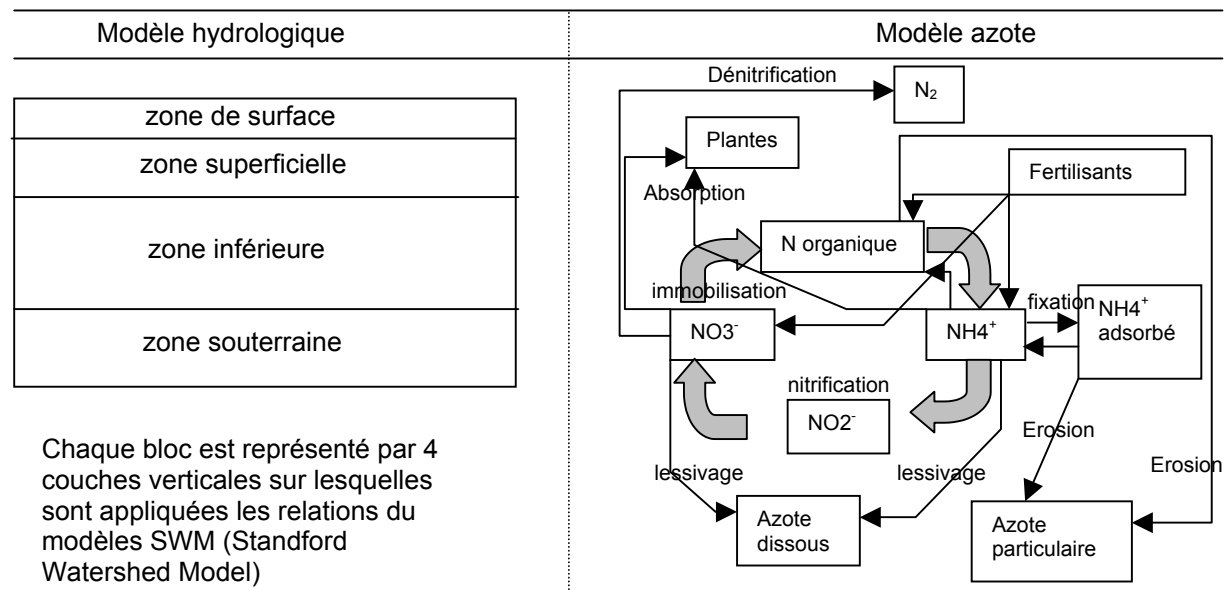 Modèle hydrologique
zone de surface
zone superficielle
zone inférieure
zone souterraine
Chaque bloc est représenté par 4
couches verticales sur lesquelles
sont appliquées les relations du
modèles SWM (Standford
Watershed Model)
Modèle azote
Dénitrification
N₂
Plantes
Fertilisants
Absorption
N organique
immobilisation
fixation
NO3⁻
NH4⁺
NH4⁺
adsorbé
nitrification
NO2⁻
Erosion
lessivage
lessivage
Erosion
Azote
dissous
Azote
particulaire